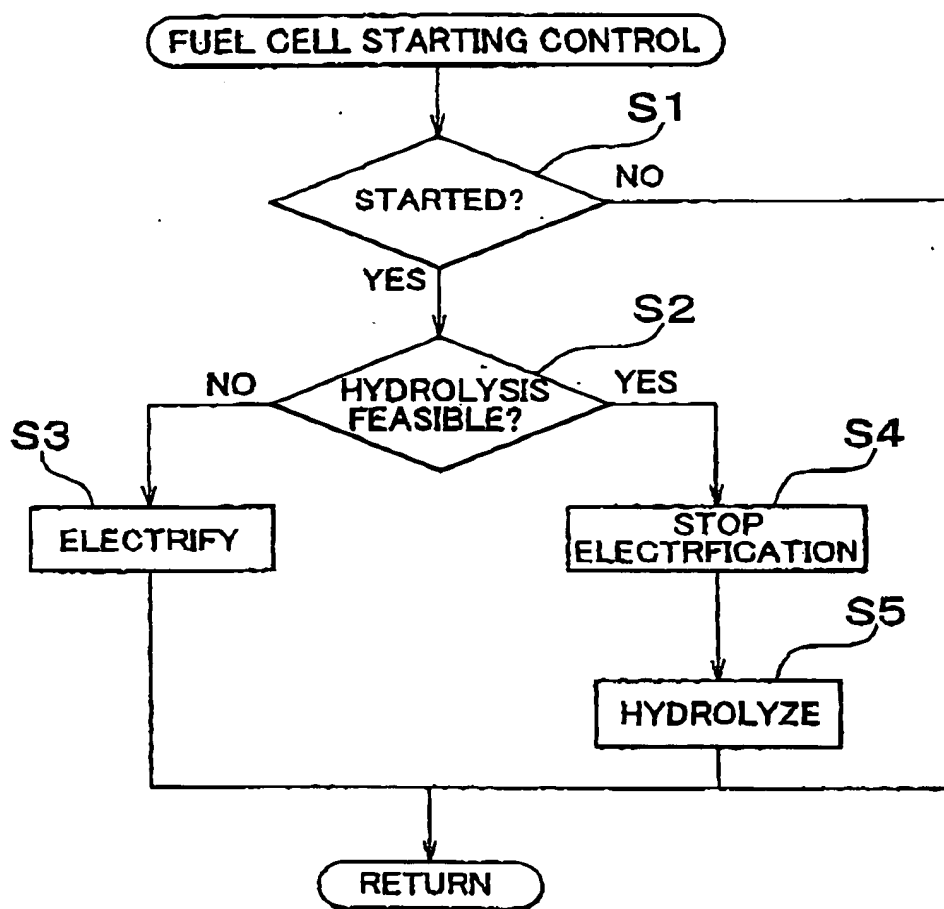 FUEL CELL STARTING CONTROL
S1
STARTED?
NO
YES
S2
HYDROLYSIS
FEASIBLE?
NO
YES
S3
ELECTRIFY
S4
STOP
ELECTRFICATION
S5
HYDROLYZE
RETURN